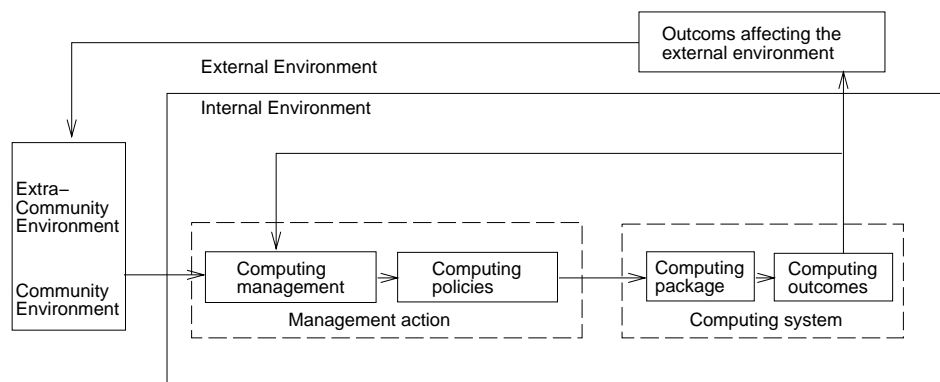 Outcoms affecting the
external environment
External Environment
Internal Environment
Extra–
Community
Environment
Community
Environment
Computing
management
Computing
policies
Management action
Computing
package
Computing
outcomes
Computing system